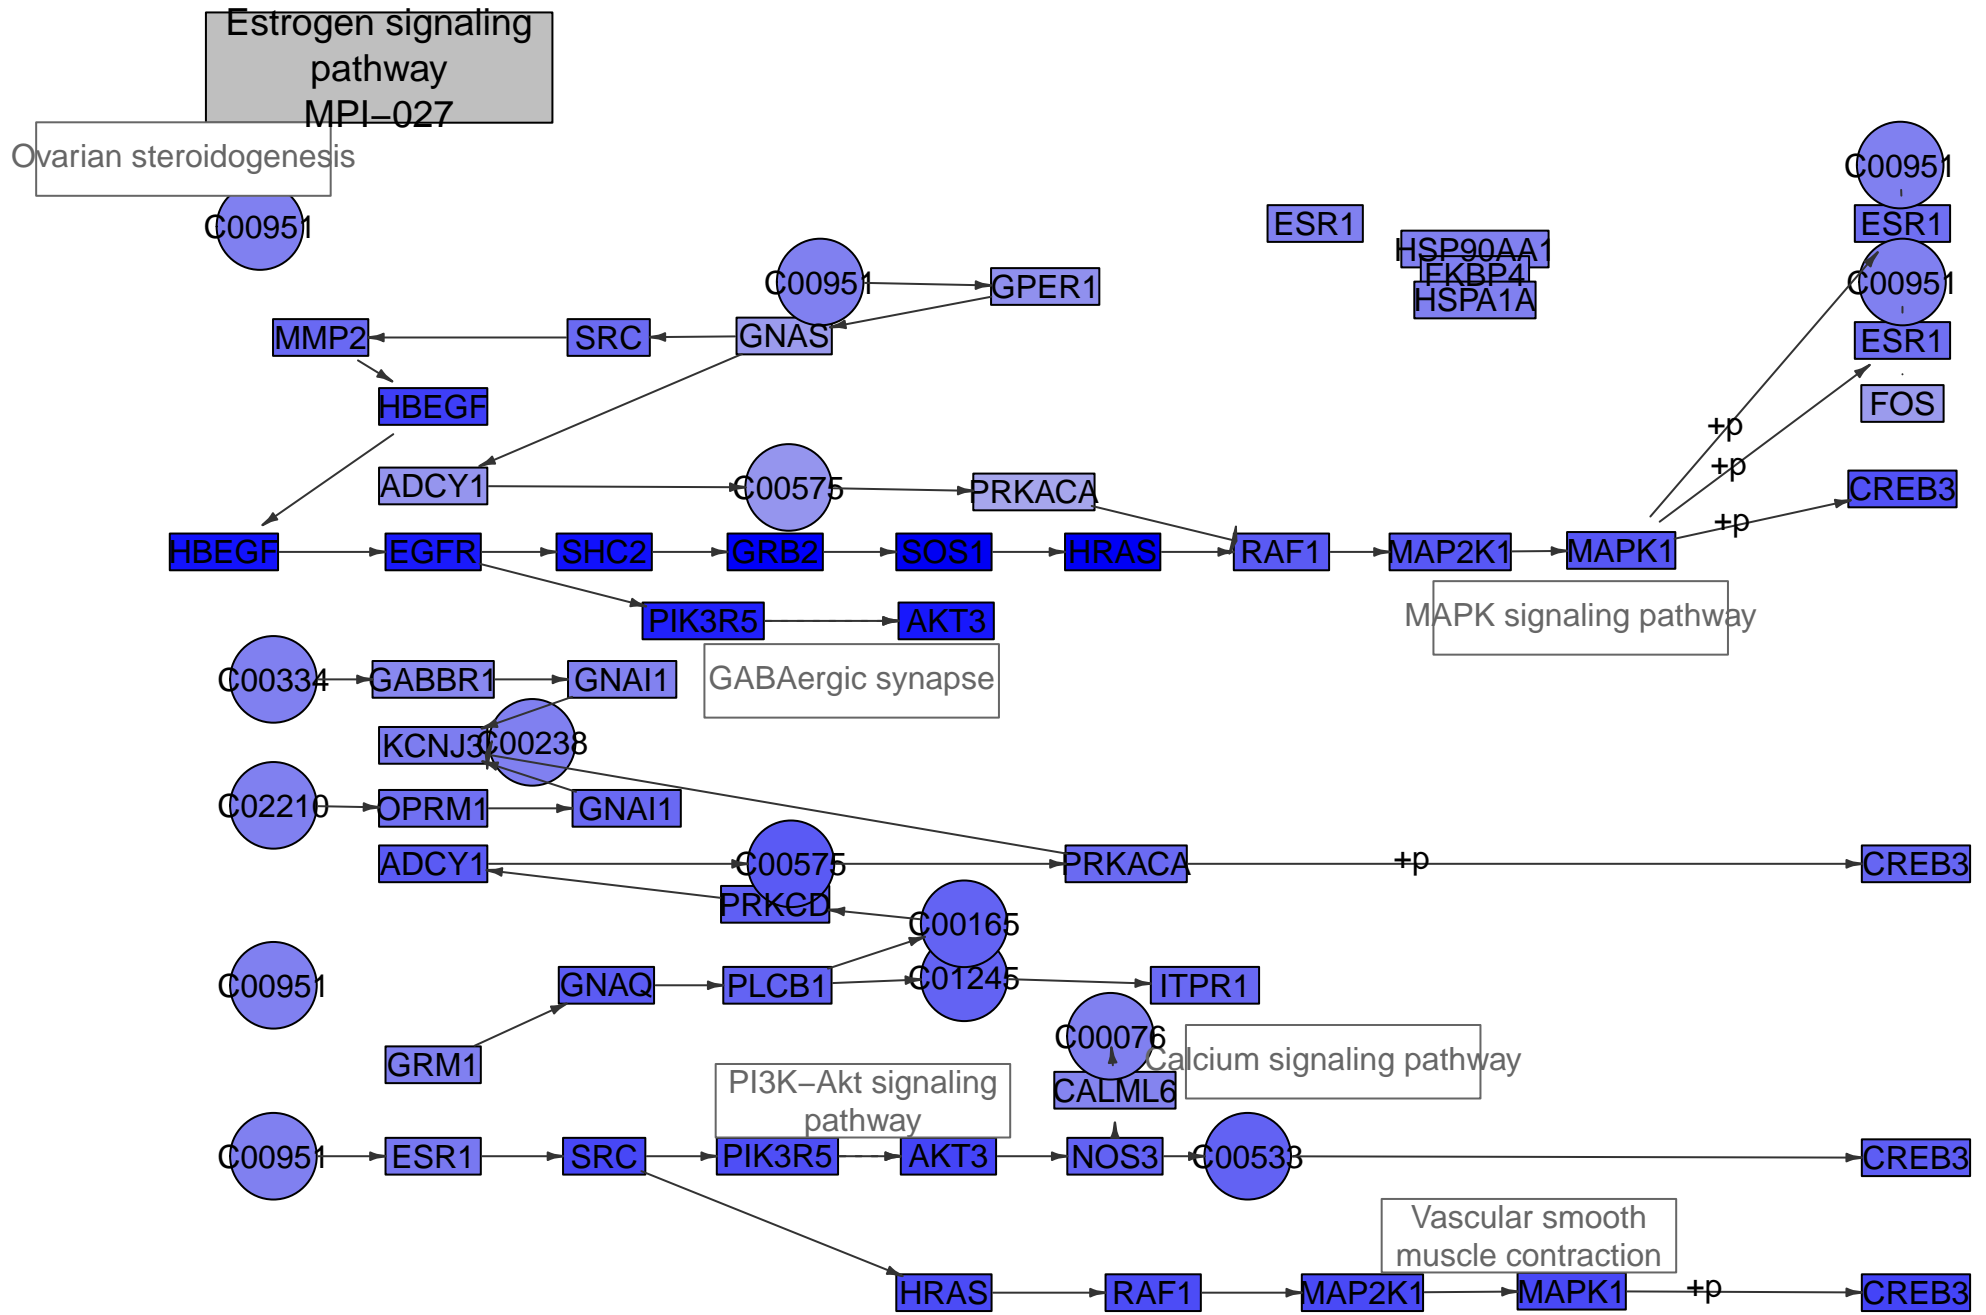 Estrogen signaling
pathway
MPI−027
Ovarian steroidogenesis
C00951
C00951
ESR1
C00951
ESR1
HSP90AA1
FKBP4
HSPA1A
C00951
GPER1
C00951
ESR1
MMP2
SRC
GNAS
HBEGF
FOS
+p
+p
ADCY1
C00575
PRKACA
CREB3
+p
HBEGF
EGFR
SHC2
GRB2
SOS1
HRAS
RAF1
MAP2K1
MAPK1
PIK3R5
AKT3
MAPK signaling pathway
C00334
GABBR1
GNAI1
GABAergic synapse
KCNJ3
C00238
C02210
OPRM1
GNAI1
ADCY1
C00575
PRKACA
+p
CREB3
PRKCD
C00165
C00951
GNAQ
PLCB1
C01245
ITPR1
C00076
Calcium signaling pathway
GRM1
CALML6
PI3K−Akt signaling
pathway
C00951
ESR1
SRC
PIK3R5
AKT3
NOS3
C00533
CREB3
Vascular smooth
muscle contraction
HRAS
RAF1
MAP2K1
MAPK1
+p
CREB3